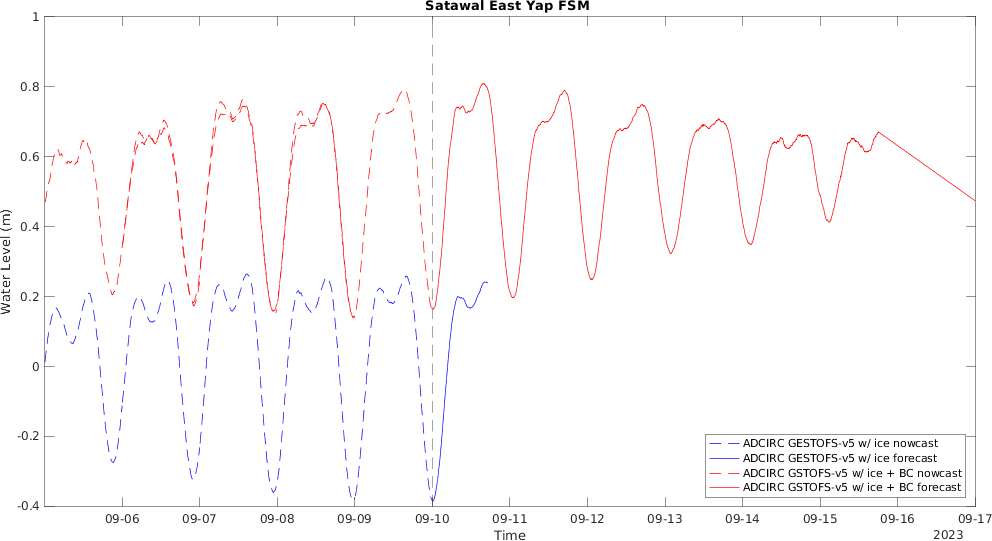 Satawal East Yap FSM
1
0.8
0.6
0.4
0.2
0
-0.2
-0.4
Water Level (m)
ADCIRC GESTOFS-v5 w/ ice nowcast
ADCIRC GESTOFS-v5 w/ ice forecast
ADCIRC GSTOFS-v5 w/ ice + BC nowcast
ADCIRC GSTOFS-v5 w/ ice + BC forecast
09-06 09-07 09-08 09-09 09-10 09-11 09-12 09-13 09-14 09-15 09-16 09-17
Time
2023